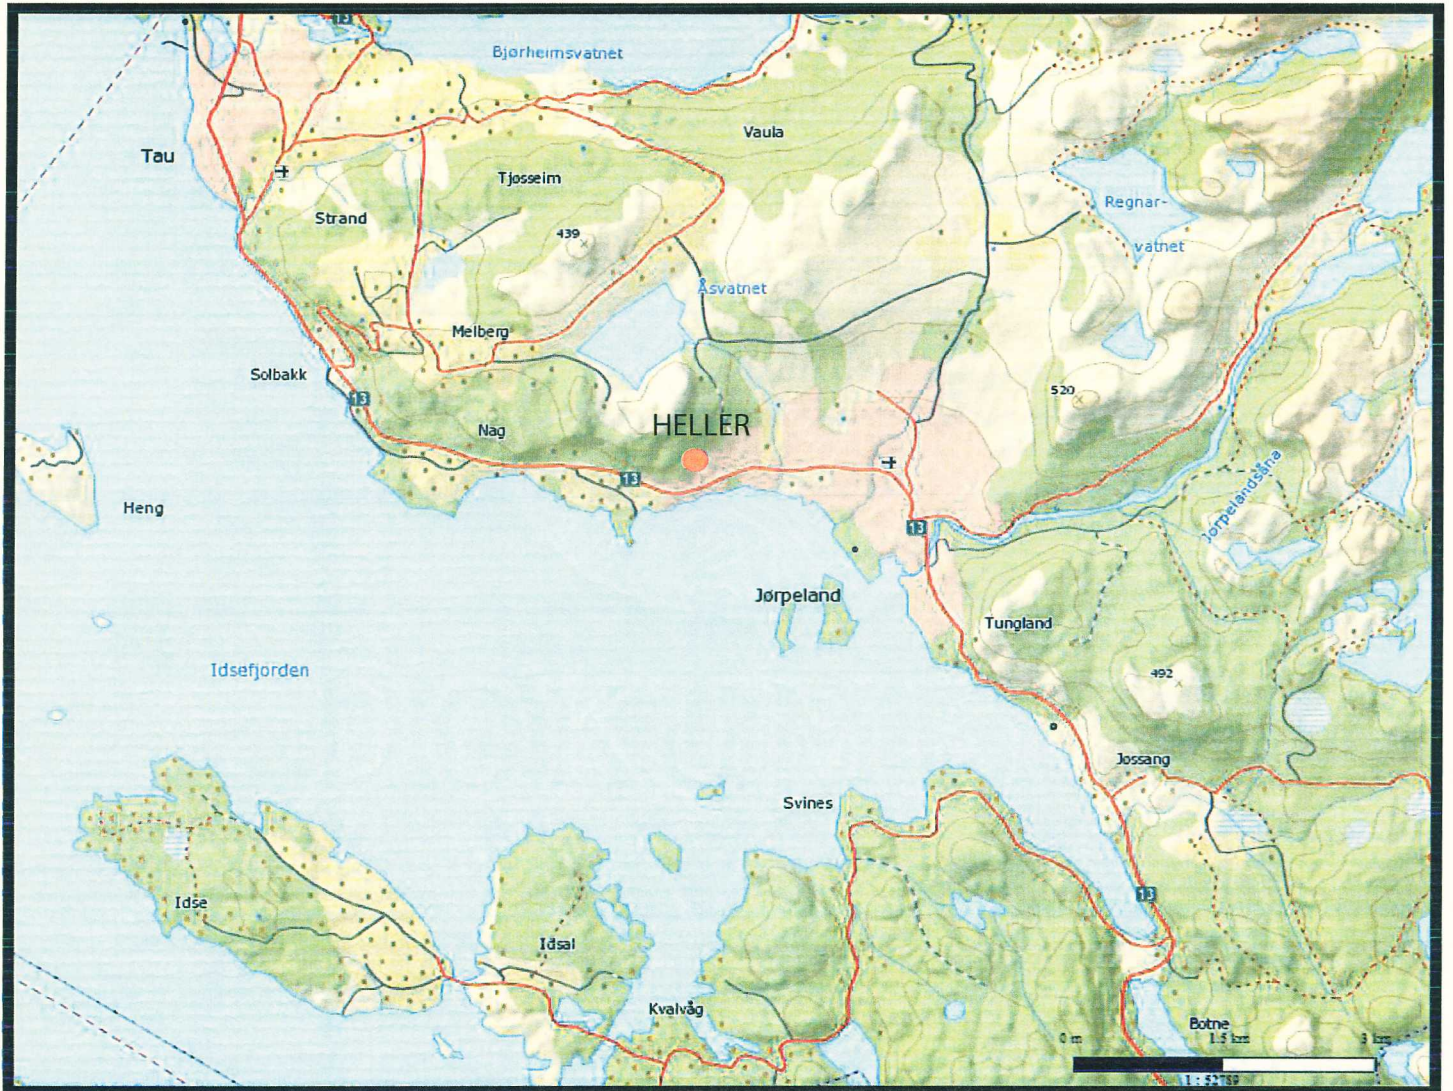 13
Bjørheimsvatnet
Vaula
Tau
Tjøsseim
Regnar-
Strand
439
vatnet
Åsvatnet
Melberg
Solbakk
520
13
HELLER
Nag
13
Jørpelandsåna
Heng
13
Jørpeland
Tungland
Idsefjorden
492
Jøssang
Svines
13
Idse
Idsal
Kvalvåg
Botne
0 m 1.5 km 3 km
1 : 52789